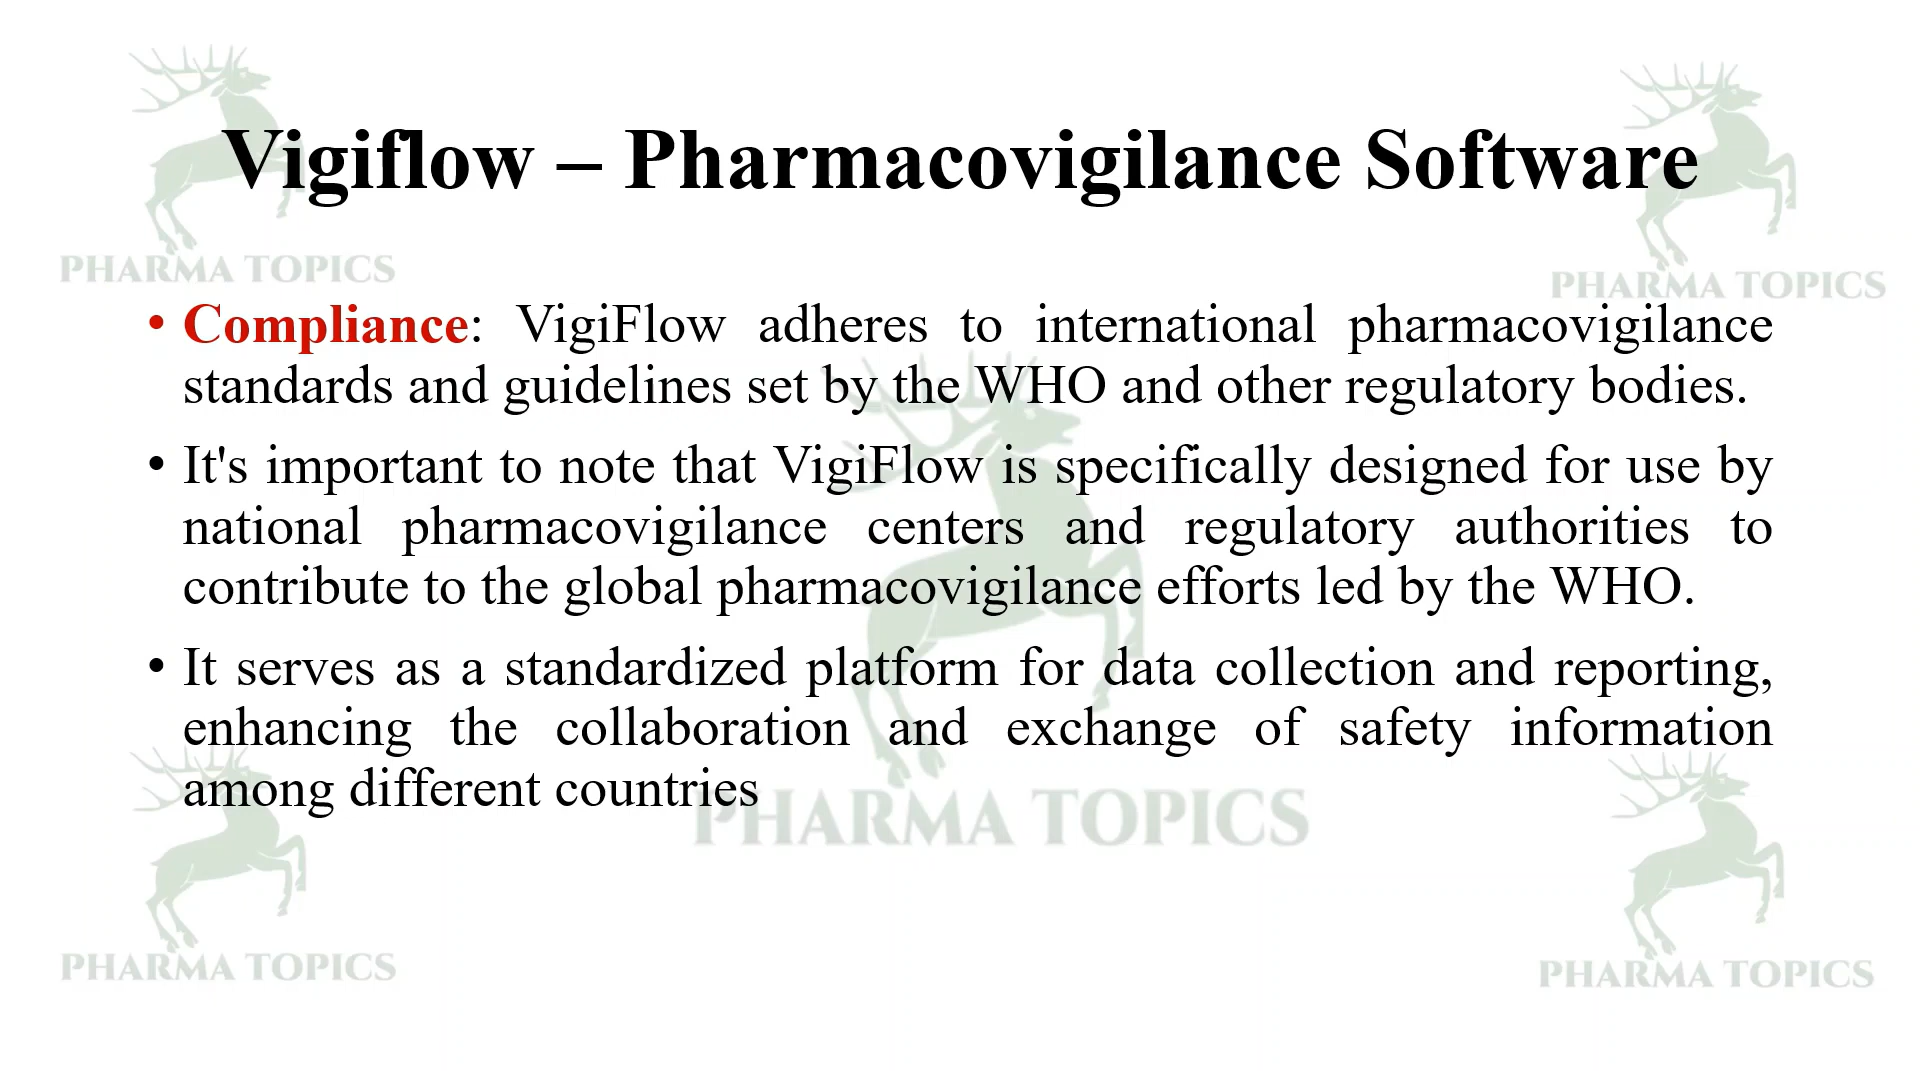 Vigiflow – Pharmacovigilance Software
PHARMA TOPICS
PHARMA TOPICS
• Compliance: VigiFlow adheres to international pharmacovigilance
standards and guidelines set by the WHO and other regulatory bodies.
• It's important to note that VigiFlow is specifically designed for use by
national pharmacovigilance centers and regulatory authorities to
contribute to the global pharmacovigilance efforts led by the WHO.
• It serves as a standardized platform for data collection and reporting,
enhancing the collaboration and exchange of safety information
among different countries
PHARMA TOPICS
PHARMA TOPICS
PHARMA TOPICS